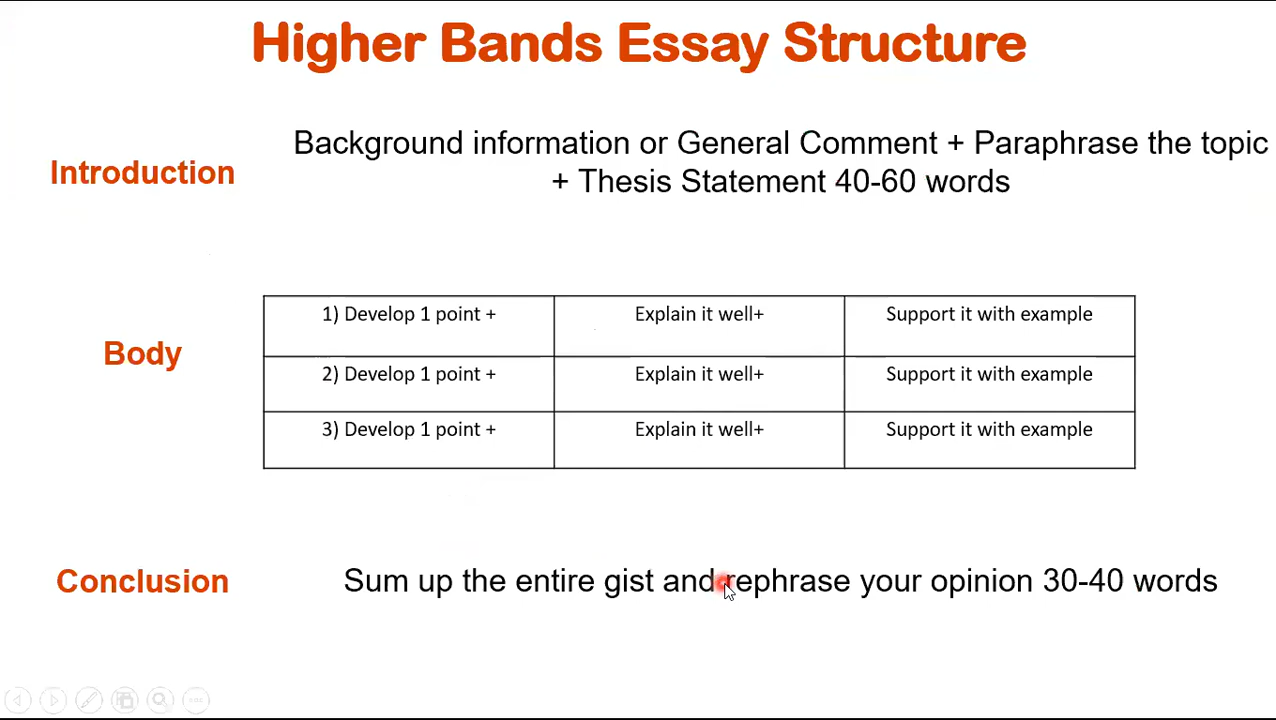 Higher Bands Essay Structure
Background information or General Comment + Paraphrase the topic
Introduction
+ Thesis Statement 40-60 words
1) Develop 1 point + Explain it well+ Support it with example
Body
2) Develop 1 point + Explain it well+ Support it with example
3) Develop 1 point + Explain it well+ Support it with example
Conclusion Sum up the entire gist and rephrase your opinion 30-40 words